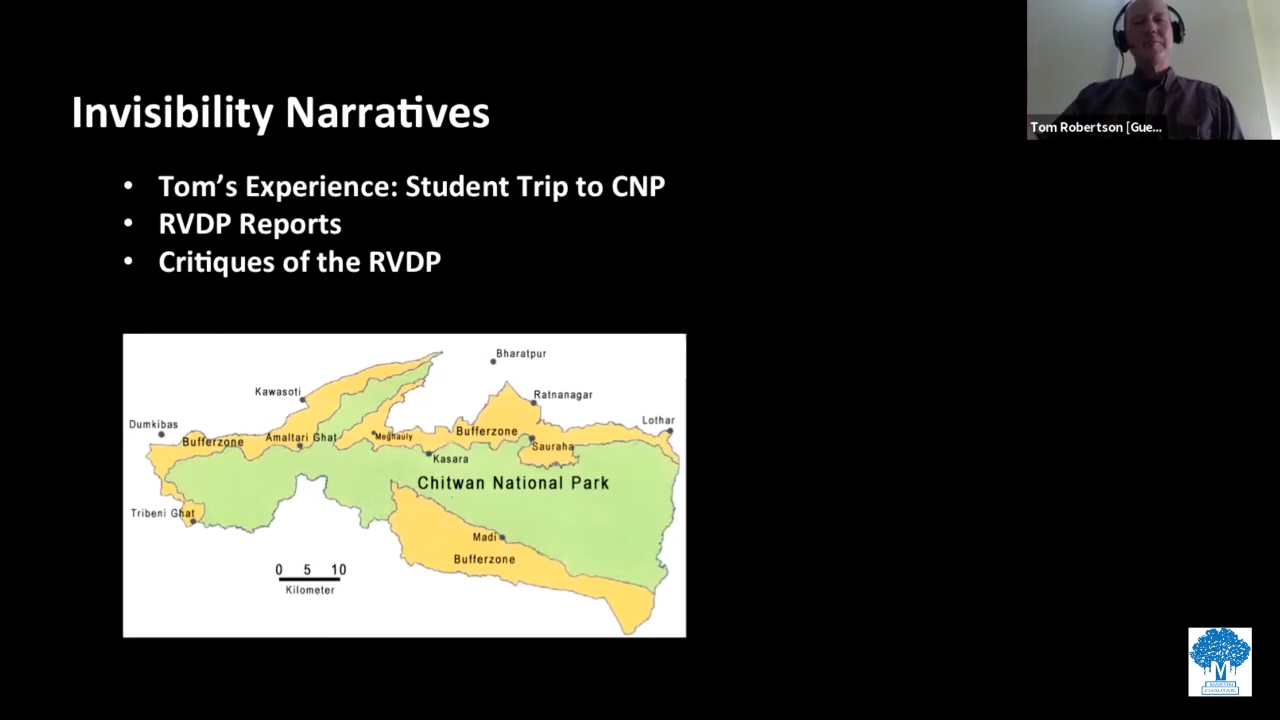 Invisibility Narratives
• Tom's Experience: Student Trip to CNP
• RVDP Reports
• Critiques of the RVDP
Tom Robertson [Gue...
Bharatpur
Kawasoti
Ratnanagar
Dumkibas
Lothar
Bufferzone
Amaltari Ghat
Meghauly
Bufferzone
Sauraha
Kasara
Chitwan National Park
Tribeni Ghat
Madi
Bufferzone
0 5 10
Kilometer
M
MARTIN
CHAUTARI